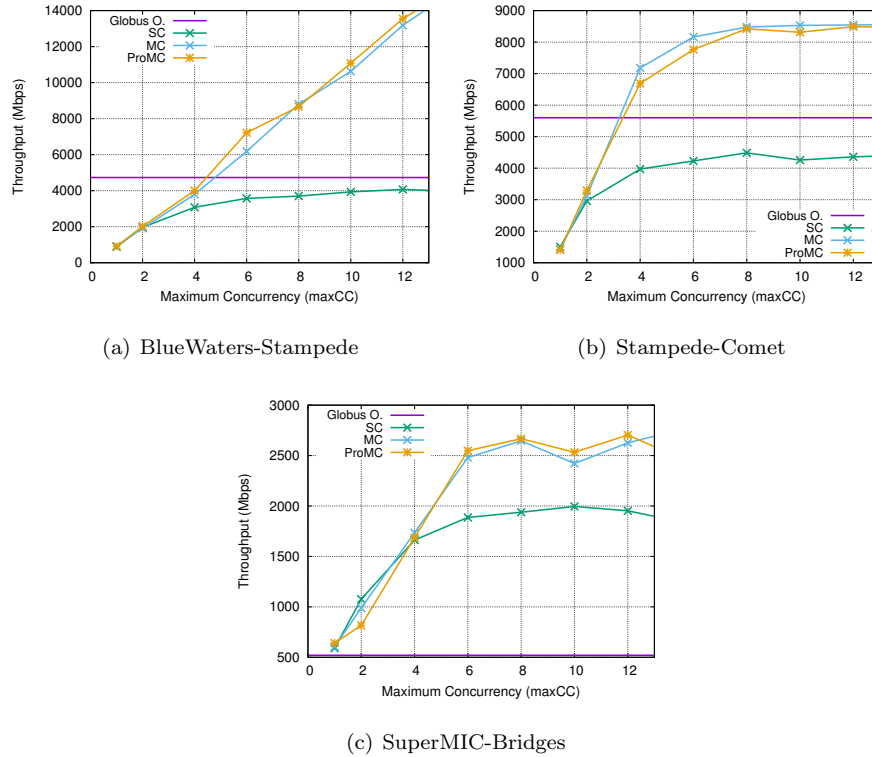 14000
12000
10000
8000
6000
4000
2000
0
Throughput (Mbps)
Globus O.
SC
MC
ProMC
0 2 4 6 8 10 12
Maximum Concurrency (maxCC)
(a) BlueWaters-Stampede
9000
8000
7000
6000
5000
4000
3000
2000
1000
Throughput (Mbps)
Globus O.
SC
MC
ProMC
0 2 4 6 8 10 12
Maximum Concurrency (maxCC)
(b) Stampede-Comet
3000
2500
2000
1500
1000
500
Throughput (Mbps)
Globus O.
SC
MC
ProMC
0 2 4 6 8 10 12
Maximum Concurrency (maxCC)
(c) SuperMIC-Bridges